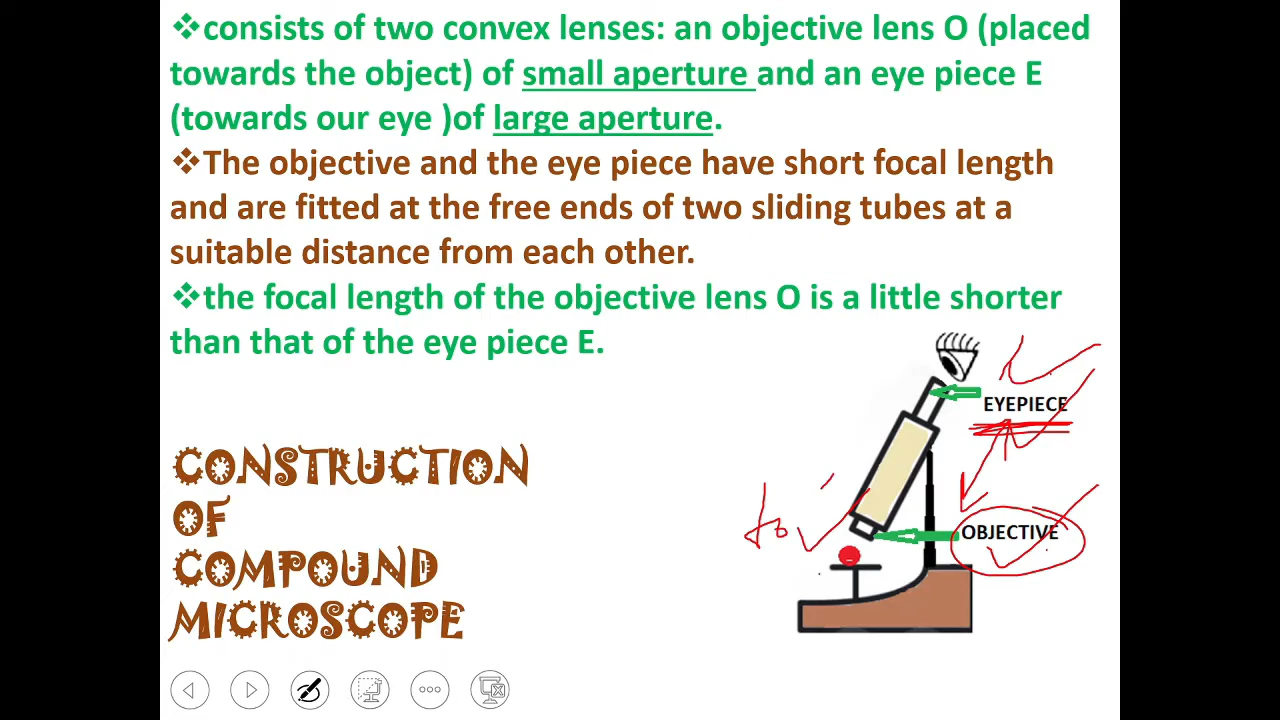 ❖consists of two convex lenses: an objective lens O (placed
towards the object) of small aperture and an eye piece E
(towards our eye )of large aperture.
❖The objective and the eye piece have short focal length
and are fitted at the free ends of two sliding tubes at a
suitable distance from each other.
❖the focal length of the objective lens O is a little shorter
than that of the eye piece E.
EYEPIECE
OBJECTIVE
CONSTRUCTION
OF
COMPOUND
MICROSCOPE